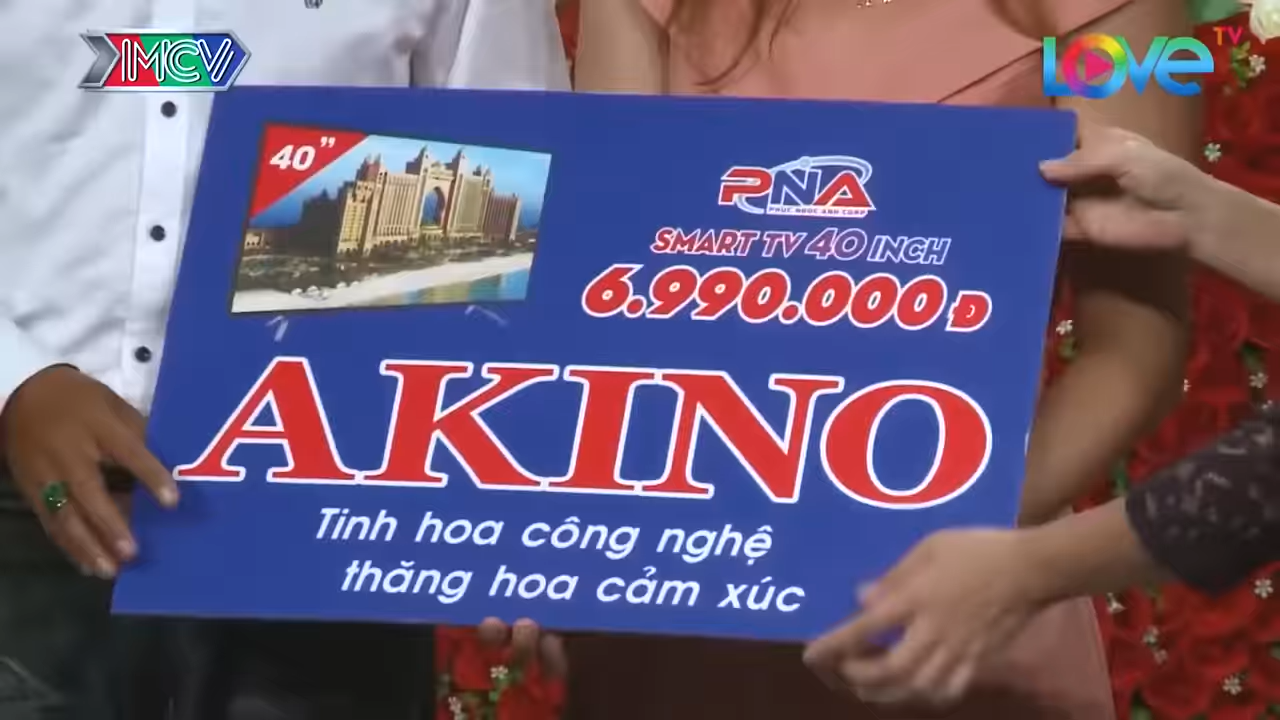 MCV
LOVE TV
40"
PNA
PHUC NGOC ANH CORP
SMART TV 40 INCH
6.990.000 Đ
AKINO
Tinh hoa công nghệ
thăng hoa cảm xúc